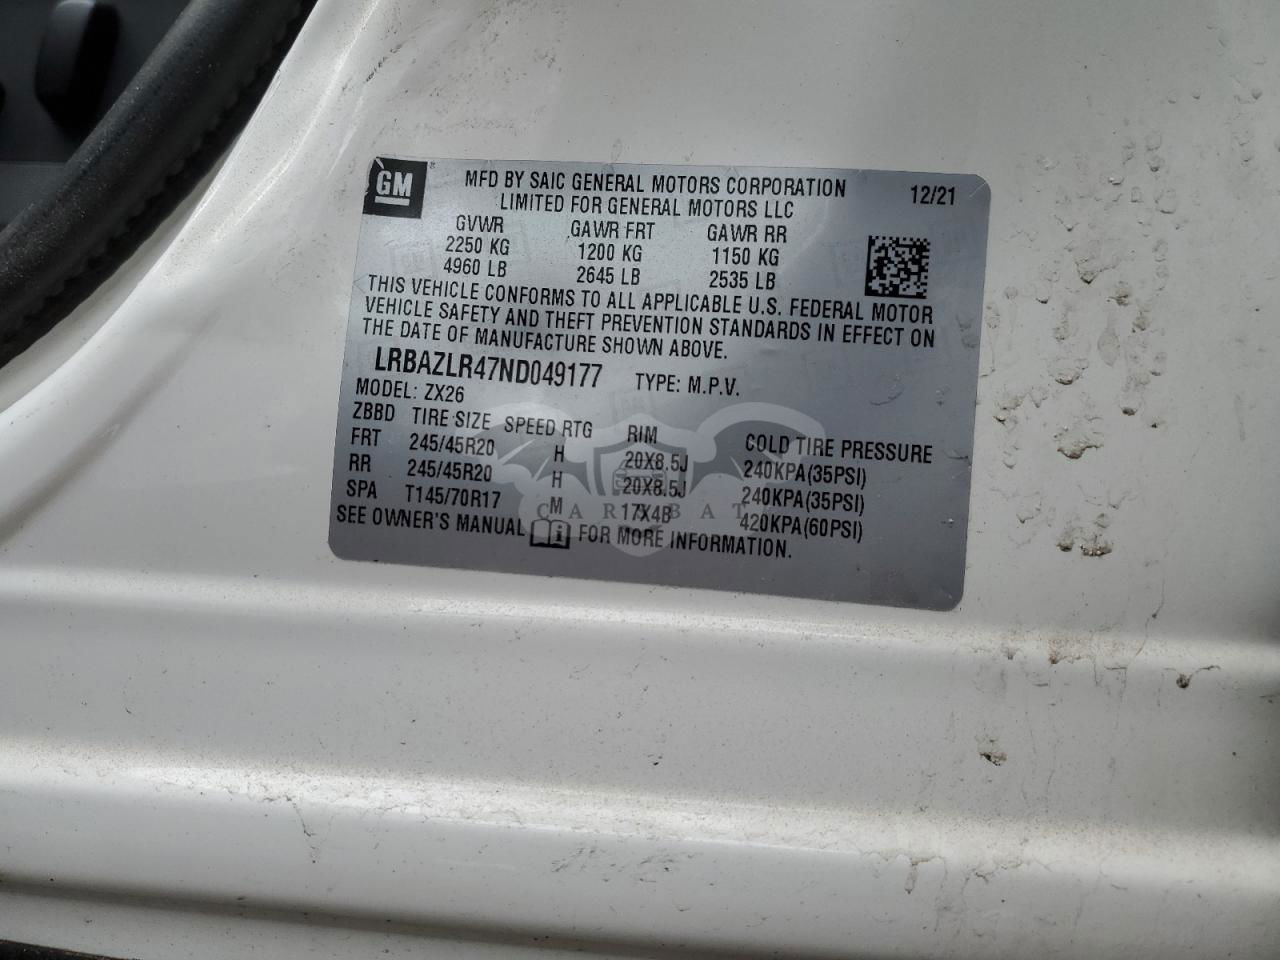 GM ®
MFD BY SAIC GENERAL MOTORS CORPORATION 12/21
LIMITED FOR GENERAL MOTORS LLC
GVWR GAWR FRT GAWR RR
2250 KG 1200 KG 1150 KG
4960 LB 2645 LB 2535 LB
THIS VEHICLE CONFORMS TO ALL APPLICABLE U.S. FEDERAL MOTOR
VEHICLE SAFETY AND THEFT PREVENTION STANDARDS IN EFFECT ON
THE DATE OF MANUFACTURE SHOWN ABOVE.
LRBAZLR47ND049177 TYPE: M.P.V.
MODEL: ZX26
ZBBD TIRE SIZE SPEED RTG RIM COLD TIRE PRESSURE
FRT 245/45R20 H 20X8.5J 240KPA(35PSI)
RR 245/45R20 H 20X8.5J 240KPA(35PSI)
SPA T145/70R17 M 17X4B 420KPA(60PSI)
CAR BAT
SEE OWNER'S MANUAL FOR MORE INFORMATION.